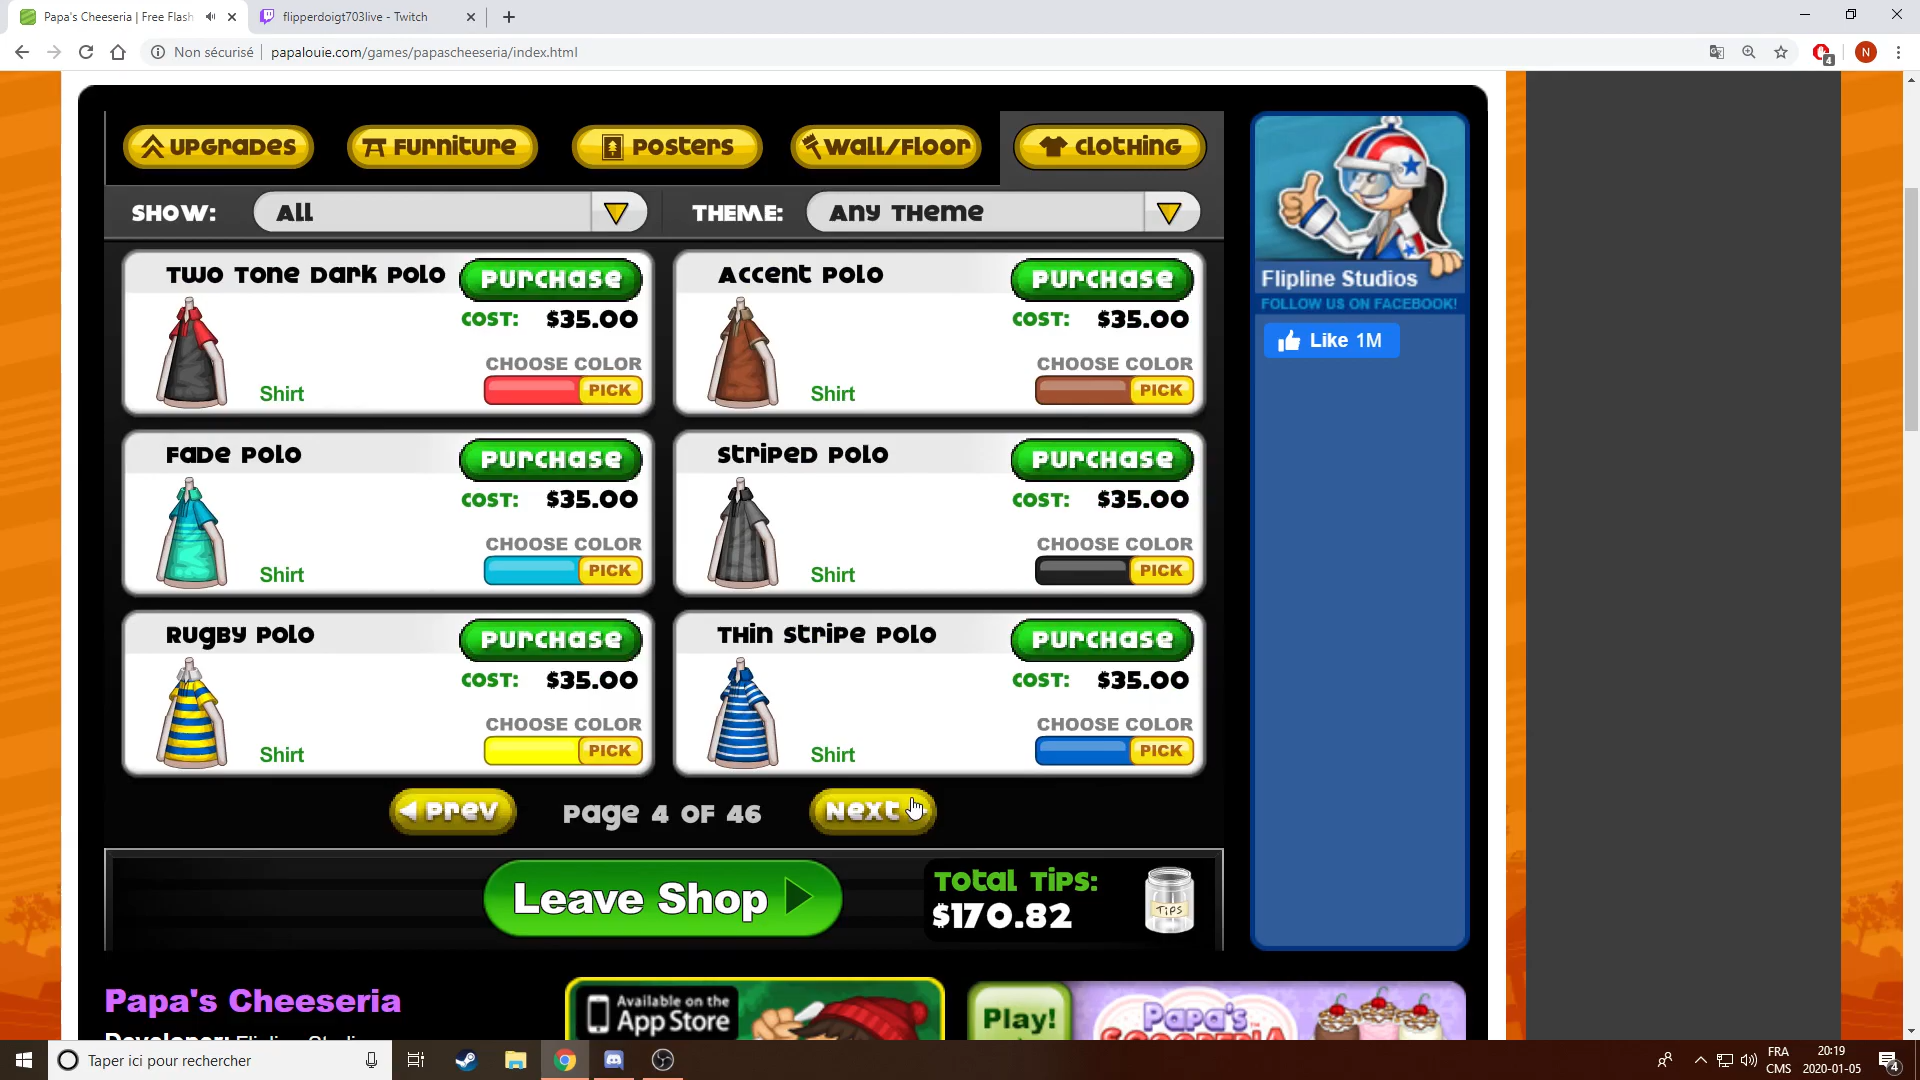 Papa's Cheeseria | Free Flash
flipperdoigt703live - Twitch
Non sécurisé
papalouie.com/games/papascheeseria/index.html
4
N
Upgrades
Furniture
Posters
Wall/Floor
Clothing
Show:
All
Theme:
Any Theme
Two Tone Dark Polo
Purchase
Cost: $35.00
CHOOSE COLOR
Shirt
PICK
Accent Polo
Purchase
Cost: $35.00
CHOOSE COLOR
Shirt
PICK
Fade Polo
Purchase
Cost: $35.00
CHOOSE COLOR
Shirt
PICK
Striped Polo
Purchase
Cost: $35.00
CHOOSE COLOR
Shirt
PICK
Rugby Polo
Purchase
Cost: $35.00
CHOOSE COLOR
Shirt
PICK
Thin Stripe Polo
Purchase
Cost: $35.00
CHOOSE COLOR
Shirt
PICK
Prev
Page 4 of 46
Next
Leave Shop
Total Tips:
$170.82
Tips
Flipline Studios
FOLLOW US ON FACEBOOK!
Like 1M
Papa's Cheeseria
Available on the
App Store
Play!
Papa's
Taper ici pour rechercher
FRA
CMS
20:19
2020-01-05
4